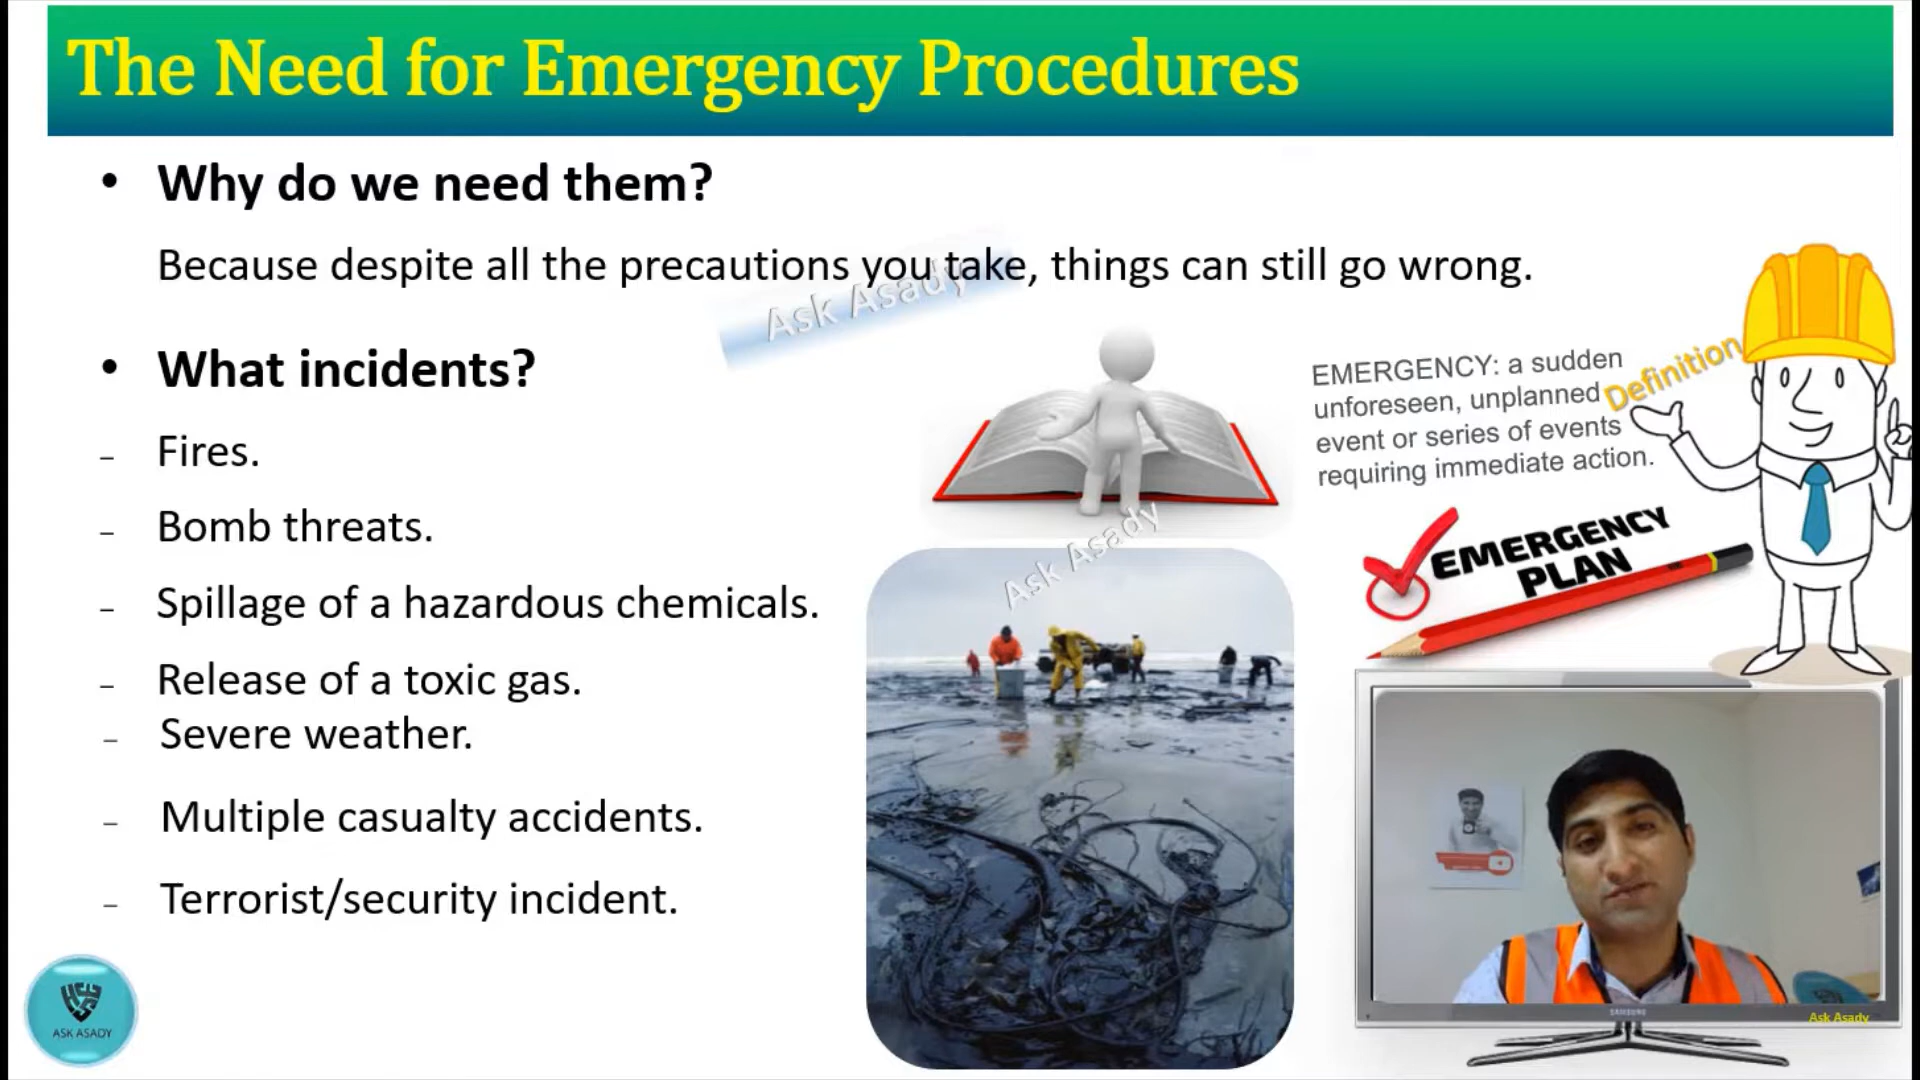 The Need for Emergency Procedures
• Why do we need them?
Because despite all the precautions you take, things can still go wrong.
Ask Asady
• What incidents?
– Fires.
– Bomb threats.
– Spillage of a hazardous chemicals.
– Release of a toxic gas.
– Severe weather.
– Multiple casualty accidents.
– Terrorist/security incident.
EMERGENCY: a sudden
unforeseen, unplanned
event or series of events
requiring immediate action.
Definition
EMERGENCY
PLAN
Ask Asady
SAMSUNG
Ask Asady
ASK ASADY